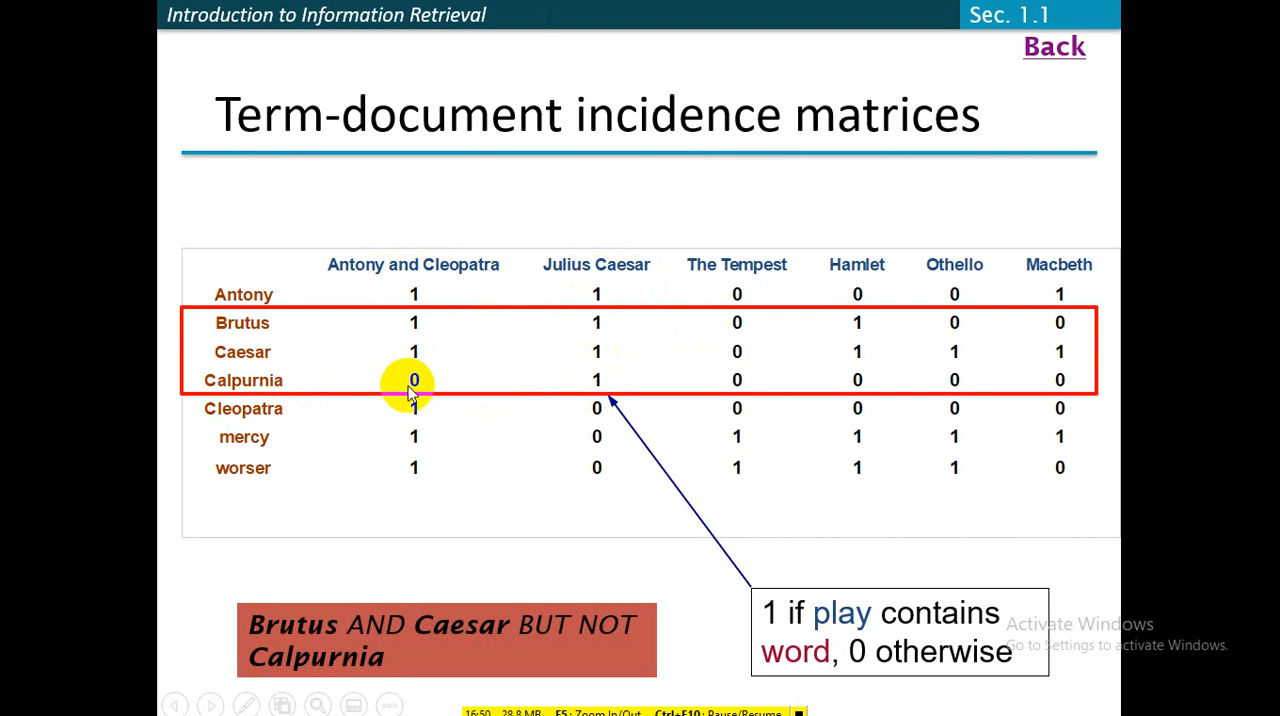 Introduction to Information Retrieval Sec. 1.1
Back
Term-document incidence matrices
Antony and Cleopatra Julius Caesar The Tempest Hamlet Othello Macbeth
Antony 1 1 0 0 0 1
Brutus 1 1 0 1 0 0
Caesar 1 1 0 1 1 1
Calpurnia 0 1 0 0 0 0
Cleopatra 1 0 0 0 0 0
mercy 1 0 1 1 1 1
worser 1 0 1 1 1 0
Brutus AND Caesar BUT NOT
Calpurnia
1 if play contains
word, 0 otherwise
Activate Windows
Go to Settings to activate Windows.
16:50 28.8 MB F5: Zoom In/Out Ctrl+F10: Pause/Resume